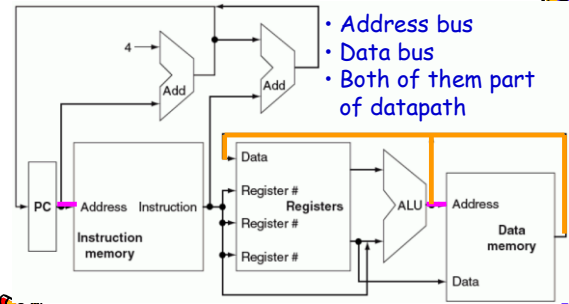 • Address bus
• Data bus
• Both of them part
of datapath
4
Add
Add
Data
Register #
PC
Address
Instruction
Registers
ALU
Address
Register #
Instruction
memory
Data
memory
Register #
Data